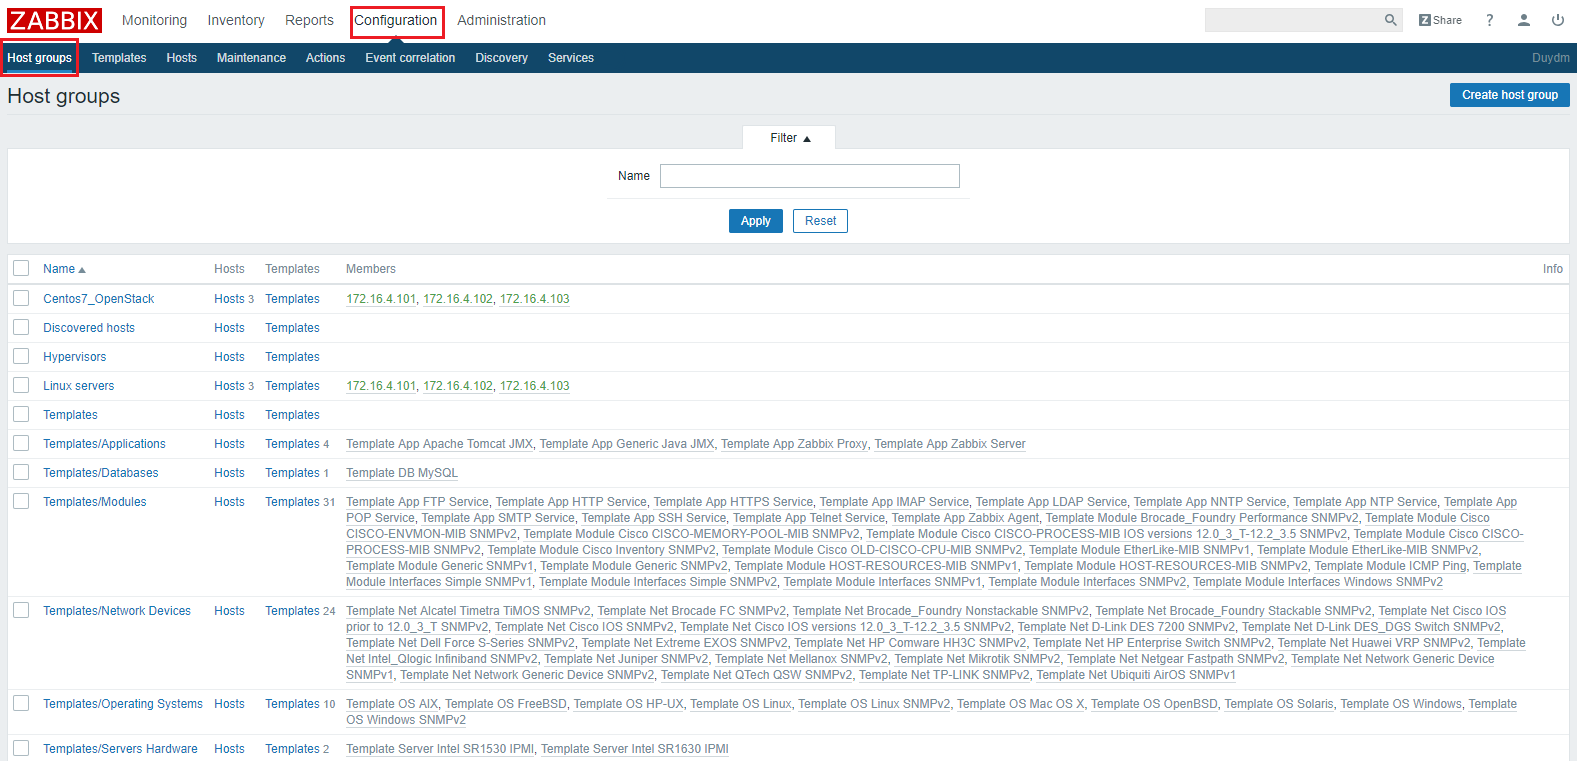 ZABBIX Monitoring Inventory Reports Configuration Administration Z Share ?
Host groups Templates Hosts Maintenance Actions Event correlation Discovery Services Duydm
Host groups Create host group
Filter ▲
Name
Apply Reset
Name ▲ Hosts Templates Members Info
Centos7_OpenStack Hosts 3 Templates 172.16.4.101, 172.16.4.102, 172.16.4.103
Discovered hosts Hosts Templates
Hypervisors Hosts Templates
Linux servers Hosts 3 Templates 172.16.4.101, 172.16.4.102, 172.16.4.103
Templates Hosts Templates
Templates/Applications Hosts Templates 4 Template App Apache Tomcat JMX, Template App Generic Java JMX, Template App Zabbix Proxy, Template App Zabbix Server
Templates/Databases Hosts Templates 1 Template DB MySQL
Templates/Modules Hosts Templates 31 Template App FTP Service, Template App HTTP Service, Template App HTTPS Service, Template App IMAP Service, Template App LDAP Service, Template App NNTP Service, Template App NTP Service, Template App
POP Service, Template App SMTP Service, Template App SSH Service, Template App Telnet Service, Template App Zabbix Agent, Template Module Brocade_Foundry Performance SNMPv2, Template Module Cisco
CISCO-ENVMON-MIB SNMPv2, Template Module Cisco CISCO-MEMORY-POOL-MIB SNMPv2, Template Module Cisco CISCO-PROCESS-MIB IOS versions 12.0_3_T-12.2_3.5 SNMPv2, Template Module Cisco CISCO-
PROCESS-MIB SNMPv2, Template Module Cisco Inventory SNMPv2, Template Module Cisco OLD-CISCO-CPU-MIB SNMPv2, Template Module EtherLike-MIB SNMPv1, Template Module EtherLike-MIB SNMPv2,
Template Module Generic SNMPv1, Template Module Generic SNMPv2, Template Module HOST-RESOURCES-MIB SNMPv1, Template Module HOST-RESOURCES-MIB SNMPv2, Template Module ICMP Ping, Template
Module Interfaces Simple SNMPv1, Template Module Interfaces Simple SNMPv2, Template Module Interfaces SNMPv1, Template Module Interfaces SNMPv2, Template Module Interfaces Windows SNMPv2
Templates/Network Devices Hosts Templates 24 Template Net Alcatel Timetra TiMOS SNMPv2, Template Net Brocade FC SNMPv2, Template Net Brocade_Foundry Nonstackable SNMPv2, Template Net Brocade_Foundry Stackable SNMPv2, Template Net Cisco IOS
prior to 12.0_3_T SNMPv2, Template Net Cisco IOS SNMPv2, Template Net Cisco IOS versions 12.0_3_T-12.2_3.5 SNMPv2, Template Net D-Link DES 7200 SNMPv2, Template Net D-Link DES_DGS Switch SNMPv2,
Template Net Dell Force S-Series SNMPv2, Template Net Extreme EXOS SNMPv2, Template Net HP Comware HH3C SNMPv2, Template Net HP Enterprise Switch SNMPv2, Template Net Huawei VRP SNMPv2, Template
Net Intel_Qlogic Infiniband SNMPv2, Template Net Juniper SNMPv2, Template Net Mellanox SNMPv2, Template Net Mikrotik SNMPv2, Template Net Netgear Fastpath SNMPv2, Template Net Network Generic Device
SNMPv1, Template Net Network Generic Device SNMPv2, Template Net QTech QSW SNMPv2, Template Net TP-LINK SNMPv2, Template Net Ubiquiti AirOS SNMPv1
Templates/Operating Systems Hosts Templates 10 Template OS AIX, Template OS FreeBSD, Template OS HP-UX, Template OS Linux, Template OS Linux SNMPv2, Template OS Mac OS X, Template OS OpenBSD, Template OS Solaris, Template OS Windows, Template
OS Windows SNMPv2
Templates/Servers Hardware Hosts Templates 2 Template Server Intel SR1530 IPMI, Template Server Intel SR1630 IPMI